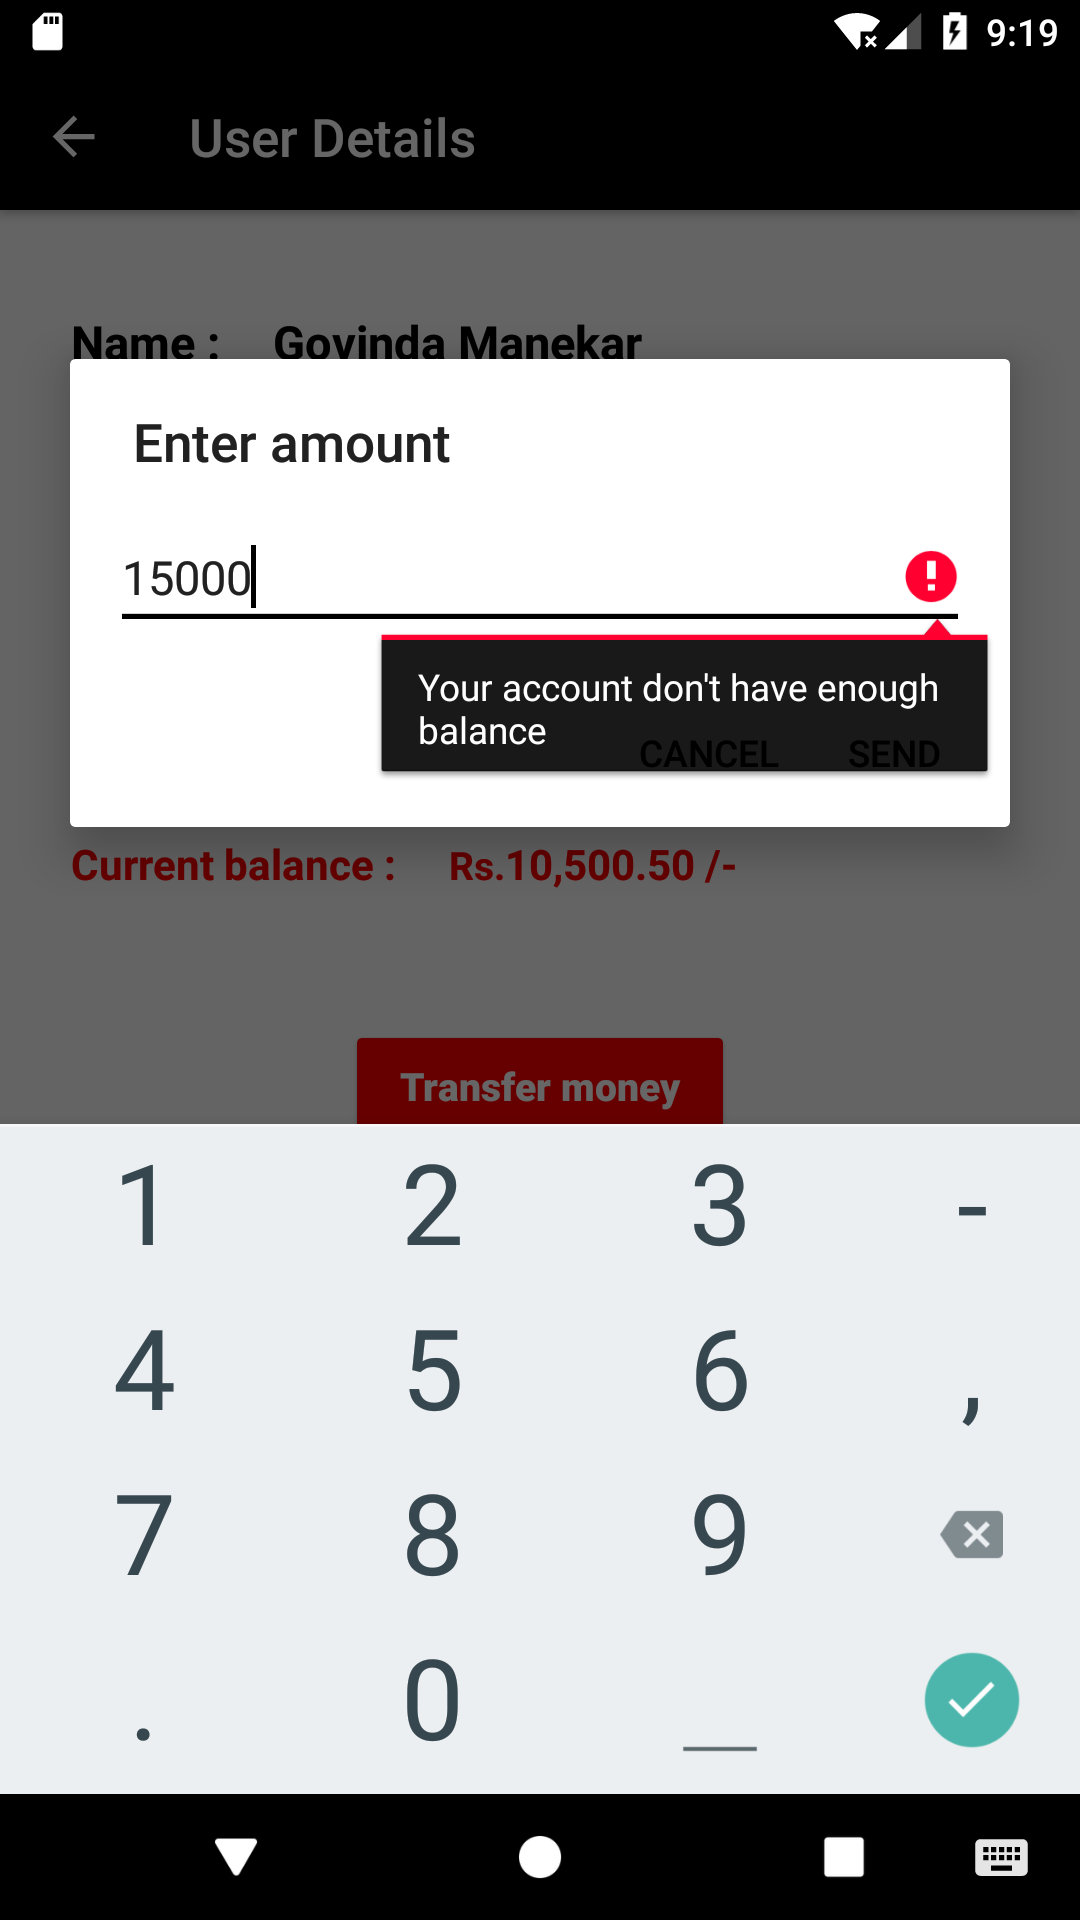 9:19
User Details
Name : Govinda Manekar
Enter amount
15000
Your account don't have enough
balance
CANCEL SEND
Current balance : Rs.10,500.50 /-
Transfer money
1 2 3 -
4 5 6 ,
7 8 9
. 0 _